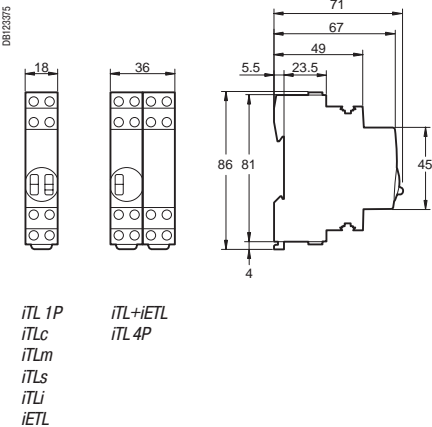 DB123375
71
67
49
5.5 23.5
18
36
86 81
45
4
iTL 1P iTL+iETL
iTLc iTL 4P
iTLm
iTLs
iTLi
iETL